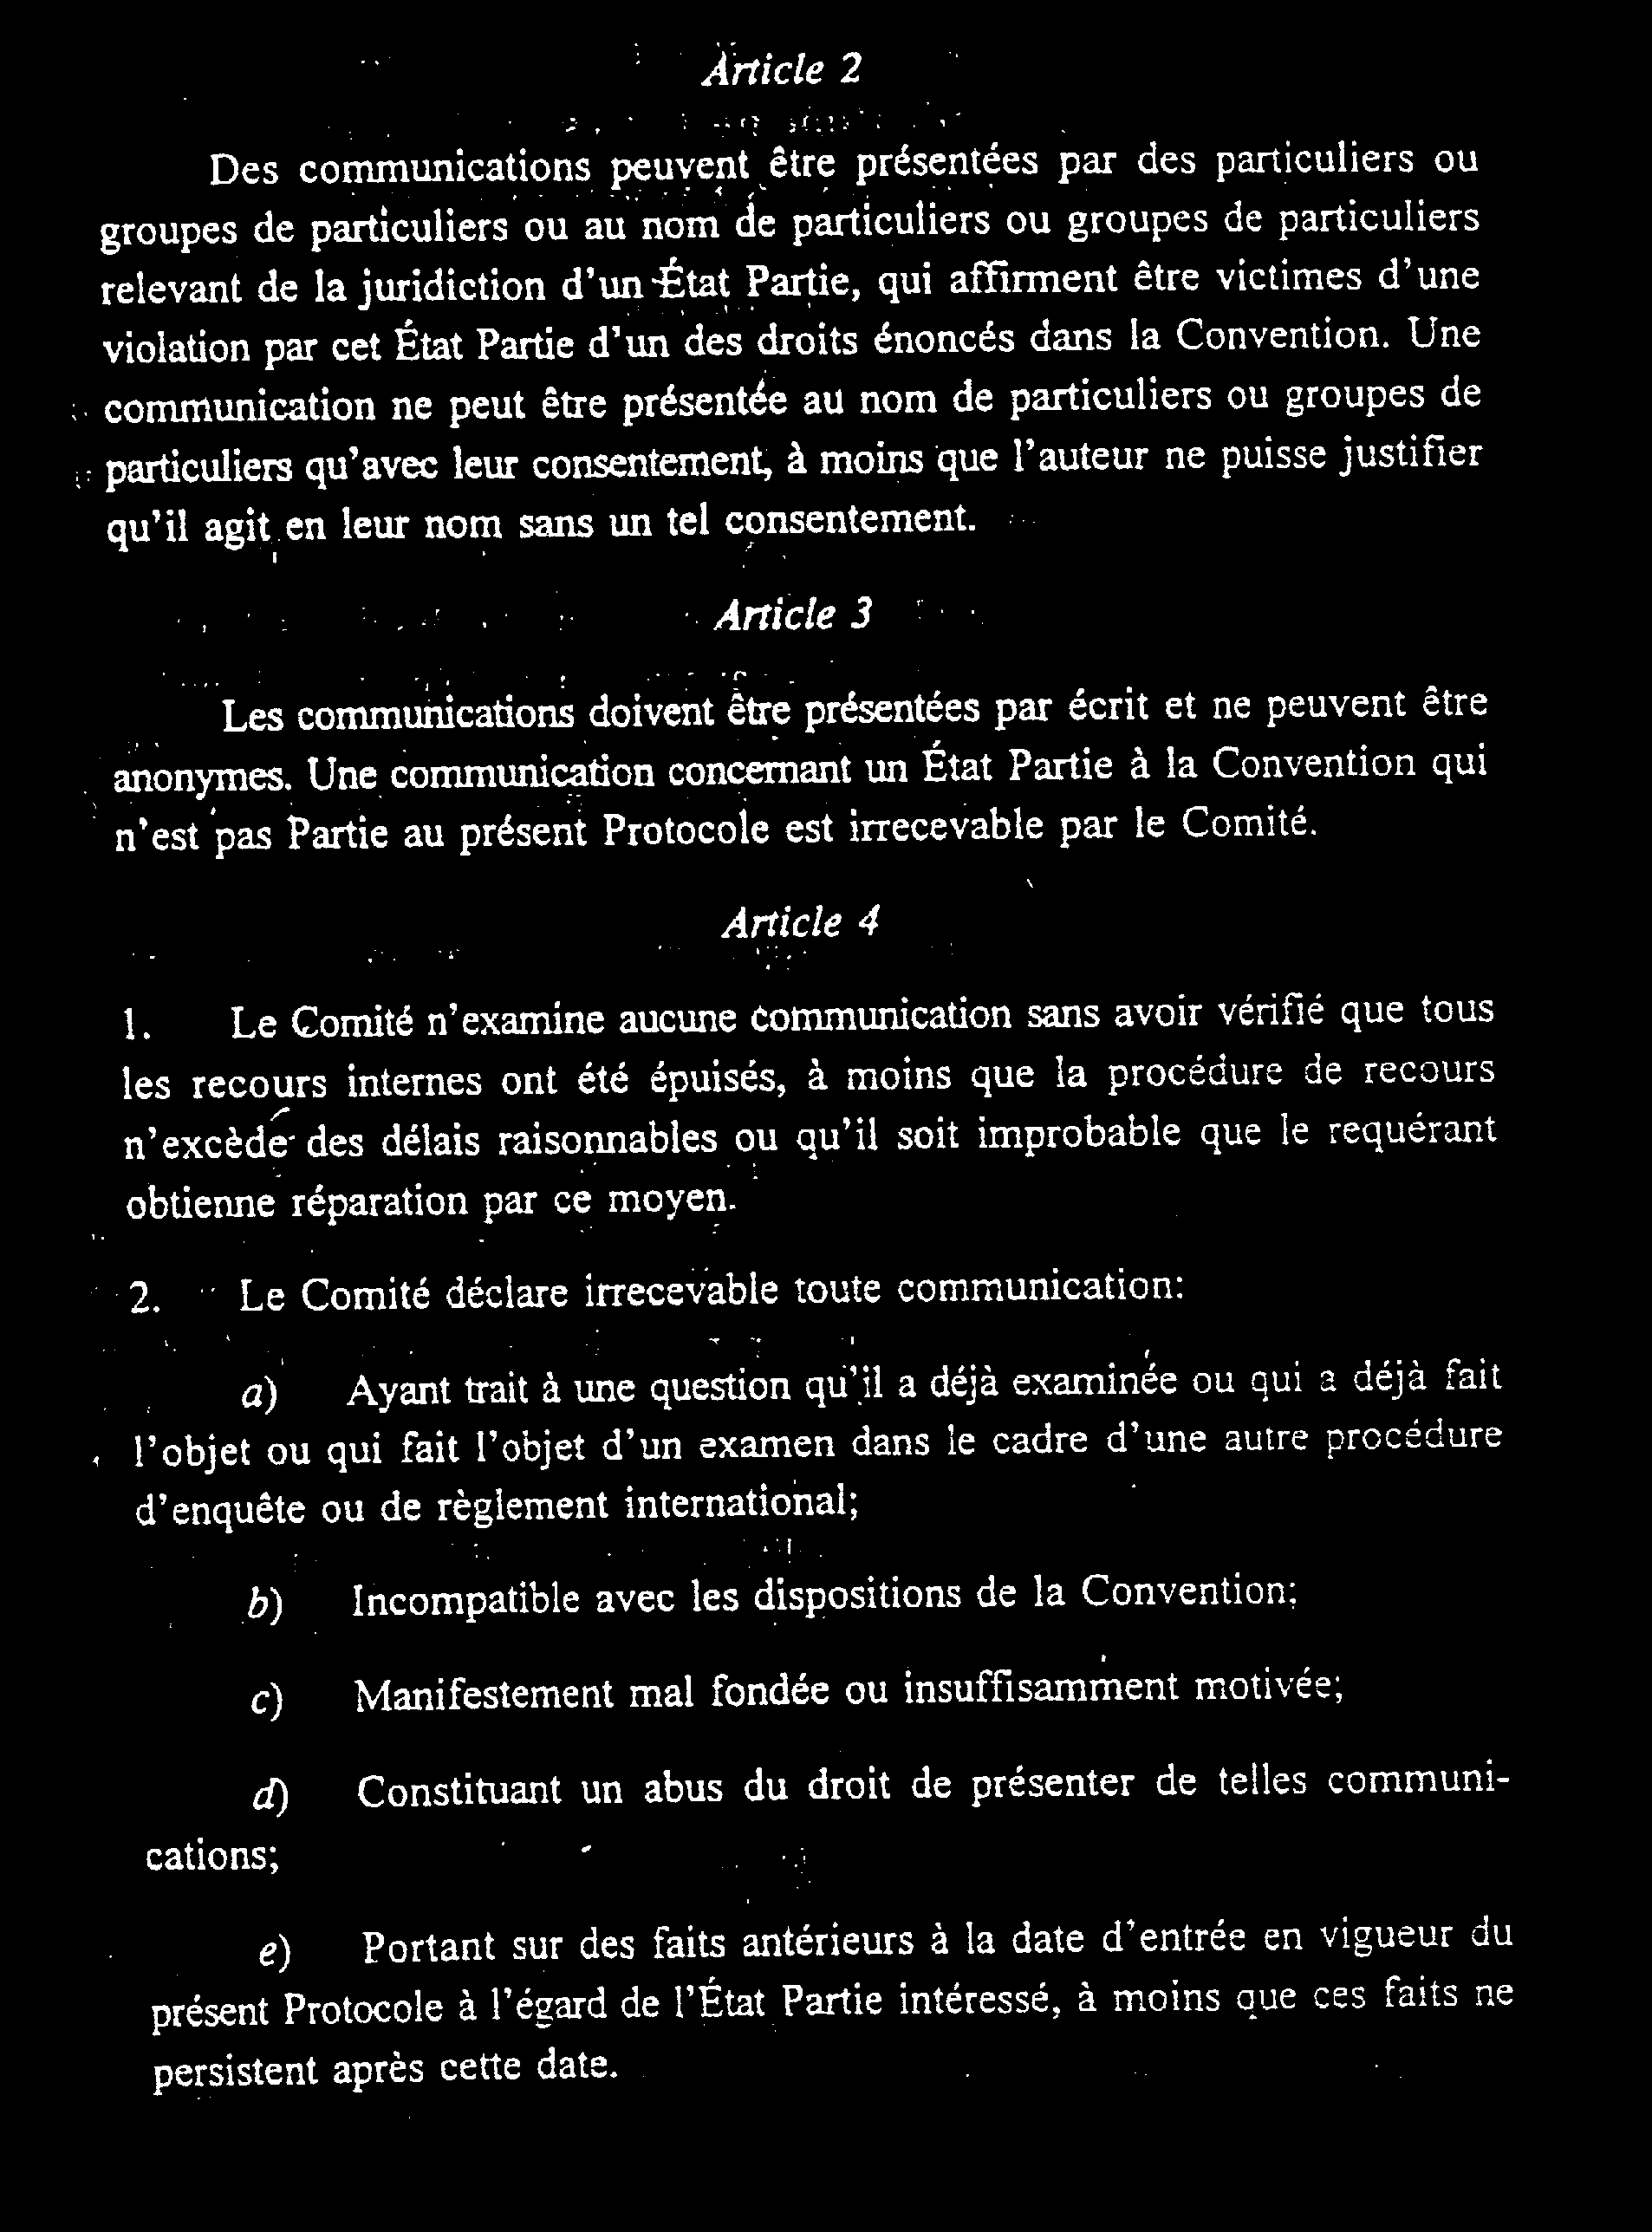 Article 2
Des communications peuvent être présentées par des particuliers ou
groupes de particuliers ou au nom de particuliers ou groupes de particuliers
relevant de la juridiction d'un État Partie, qui affirment être victimes d'une
violation par cet État Partie d'un des droits énoncés dans la Convention. Une
communication ne peut être présentée au nom de particuliers ou groupes de
particuliers qu'avec leur consentement, à moins que l'auteur ne puisse justifier
qu'il agit en leur nom sans un tel consentement.
Article 3
Les communications doivent être présentées par écrit et ne peuvent être
anonymes. Une communication concernant un État Partie à la Convention qui
n'est pas Partie au présent Protocole est irrecevable par le Comité.
Article 4
1. Le Comité n'examine aucune communication sans avoir vérifié que tous
les recours internes ont été épuisés, à moins que la procédure de recours
n'excède des délais raisonnables ou qu'il soit improbable que le requérant
obtienne réparation par ce moyen.
2. Le Comité déclare irrecevable toute communication:
a) Ayant trait à une question qu'il a déjà examinée ou qui a déjà fait
l'objet ou qui fait l'objet d'un examen dans le cadre d'une autre procédure
d'enquête ou de règlement international;
b) Incompatible avec les dispositions de la Convention;
c) Manifestement mal fondée ou insuffisamment motivée;
d) Constituant un abus du droit de présenter de telles communi-
cations;
e) Portant sur des faits antérieurs à la date d'entrée en vigueur du
présent Protocole à l'égard de l'État Partie intéressé, à moins que ces faits ne
persistent après cette date.